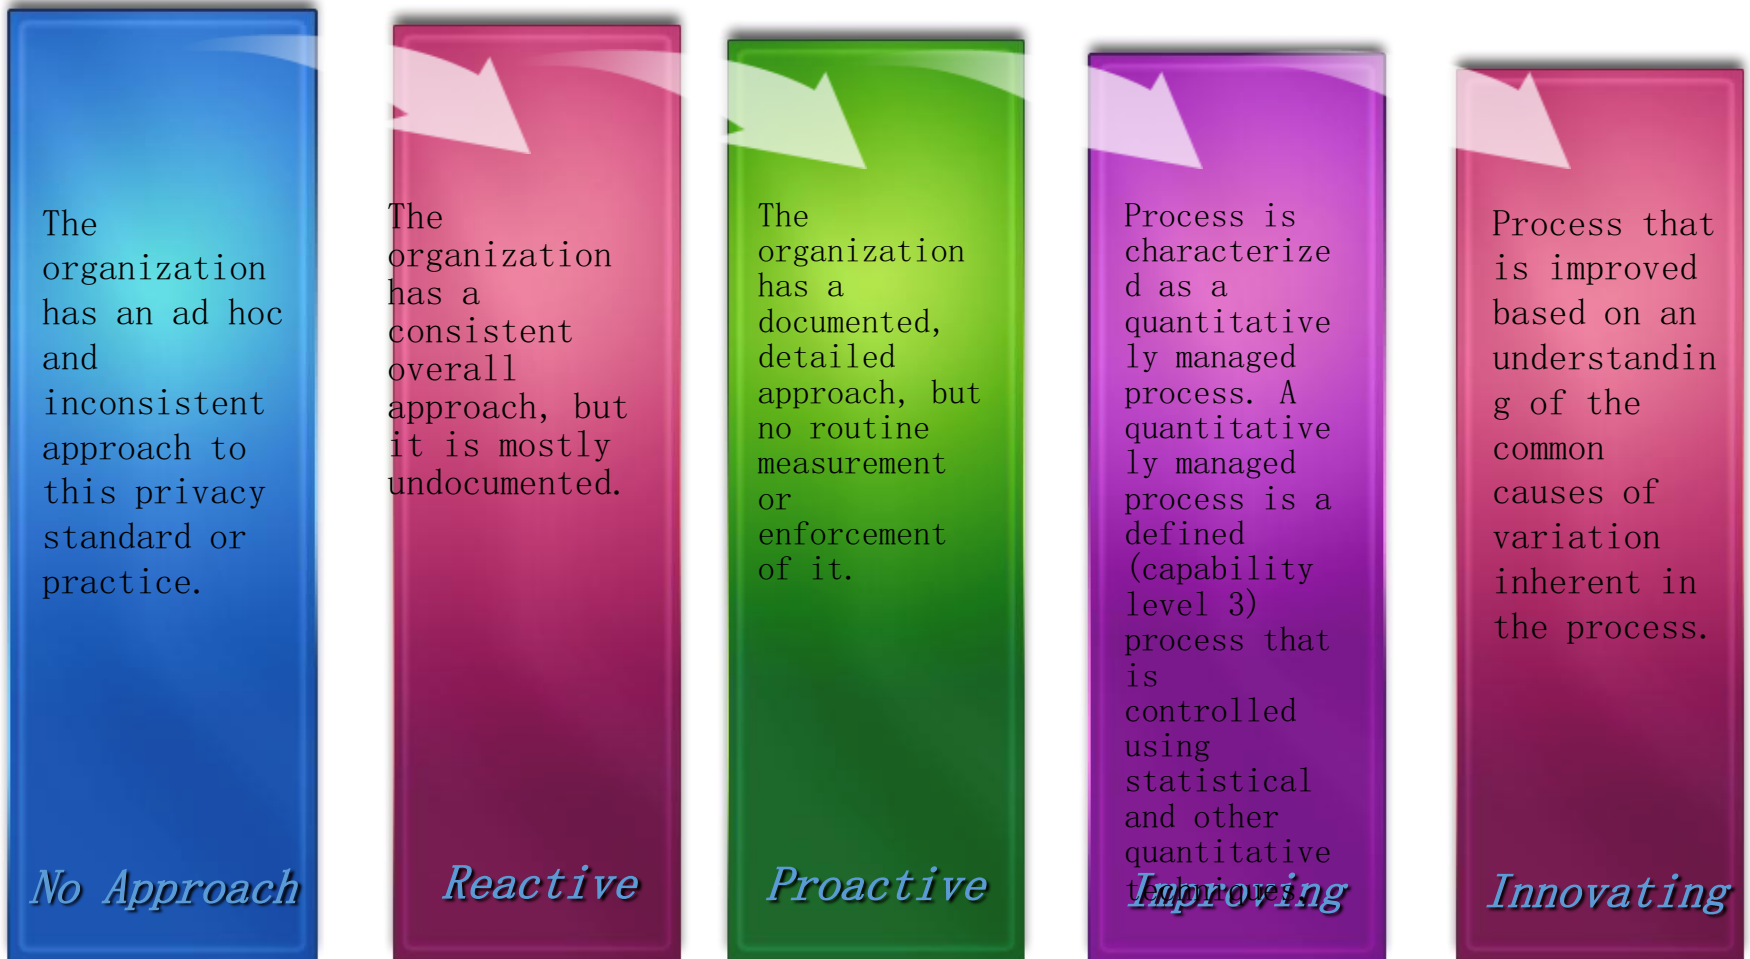 The
organization
has an ad hoc
and
inconsistent
approach to
this privacy
standard or
practice.
No Approach
The
organization
has a
consistent
overall
approach, but
it is mostly
undocumented.
Reactive
The
organization
has a
documented,
detailed
approach, but
no routine
measurement
or
enforcement
of it.
Proactive
Process is
characterize
d as a
quantitative
ly managed
process. A
quantitative
ly managed
process is a
defined
(capability
level 3)
process that
is
controlled
using
statistical
and other
quantitative
techniques.
Improving
Process that
is improved
based on an
understandin
g of the
common
causes of
variation
inherent in
the process.
Innovating